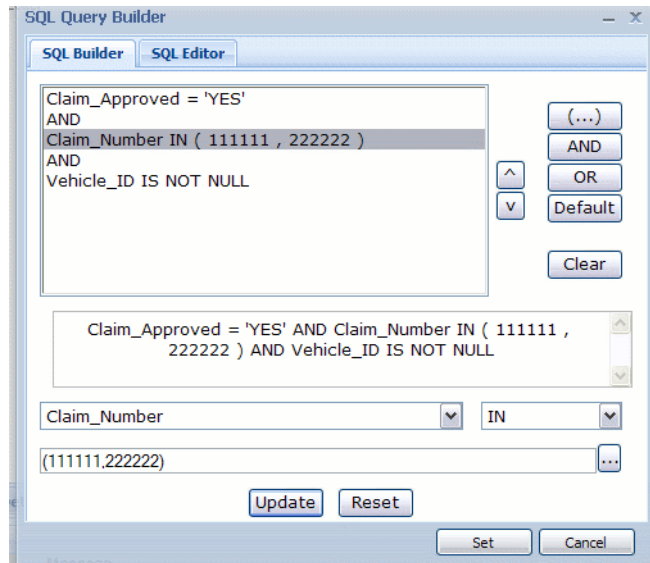 SQL Query Builder
SQL Builder
SQL Editor
Claim_Approved = 'YES'
AND
Claim_Number IN ( 111111 , 222222 )
AND
Vehicle_ID IS NOT NULL
(...)
AND
OR
Default
Clear
^
v
Claim_Approved = 'YES' AND Claim_Number IN ( 111111 ,
222222 ) AND Vehicle_ID IS NOT NULL
Claim_Number
IN
(111111,222222)
...
Update
Reset
Set
Cancel